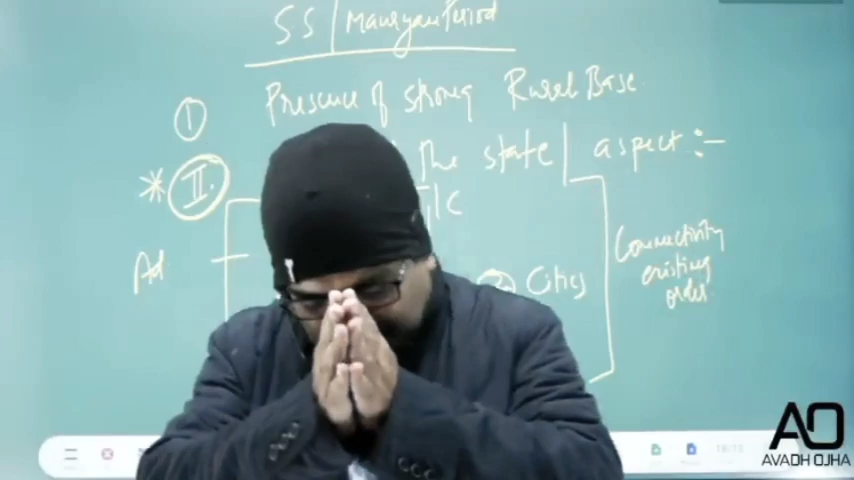 SS / Mauryan Period
① Presence of strong Rural Base
* II. The state | aspect :-
IC
Ad
Cities
Connectivity
existing
order
AO
AVADH OJHA